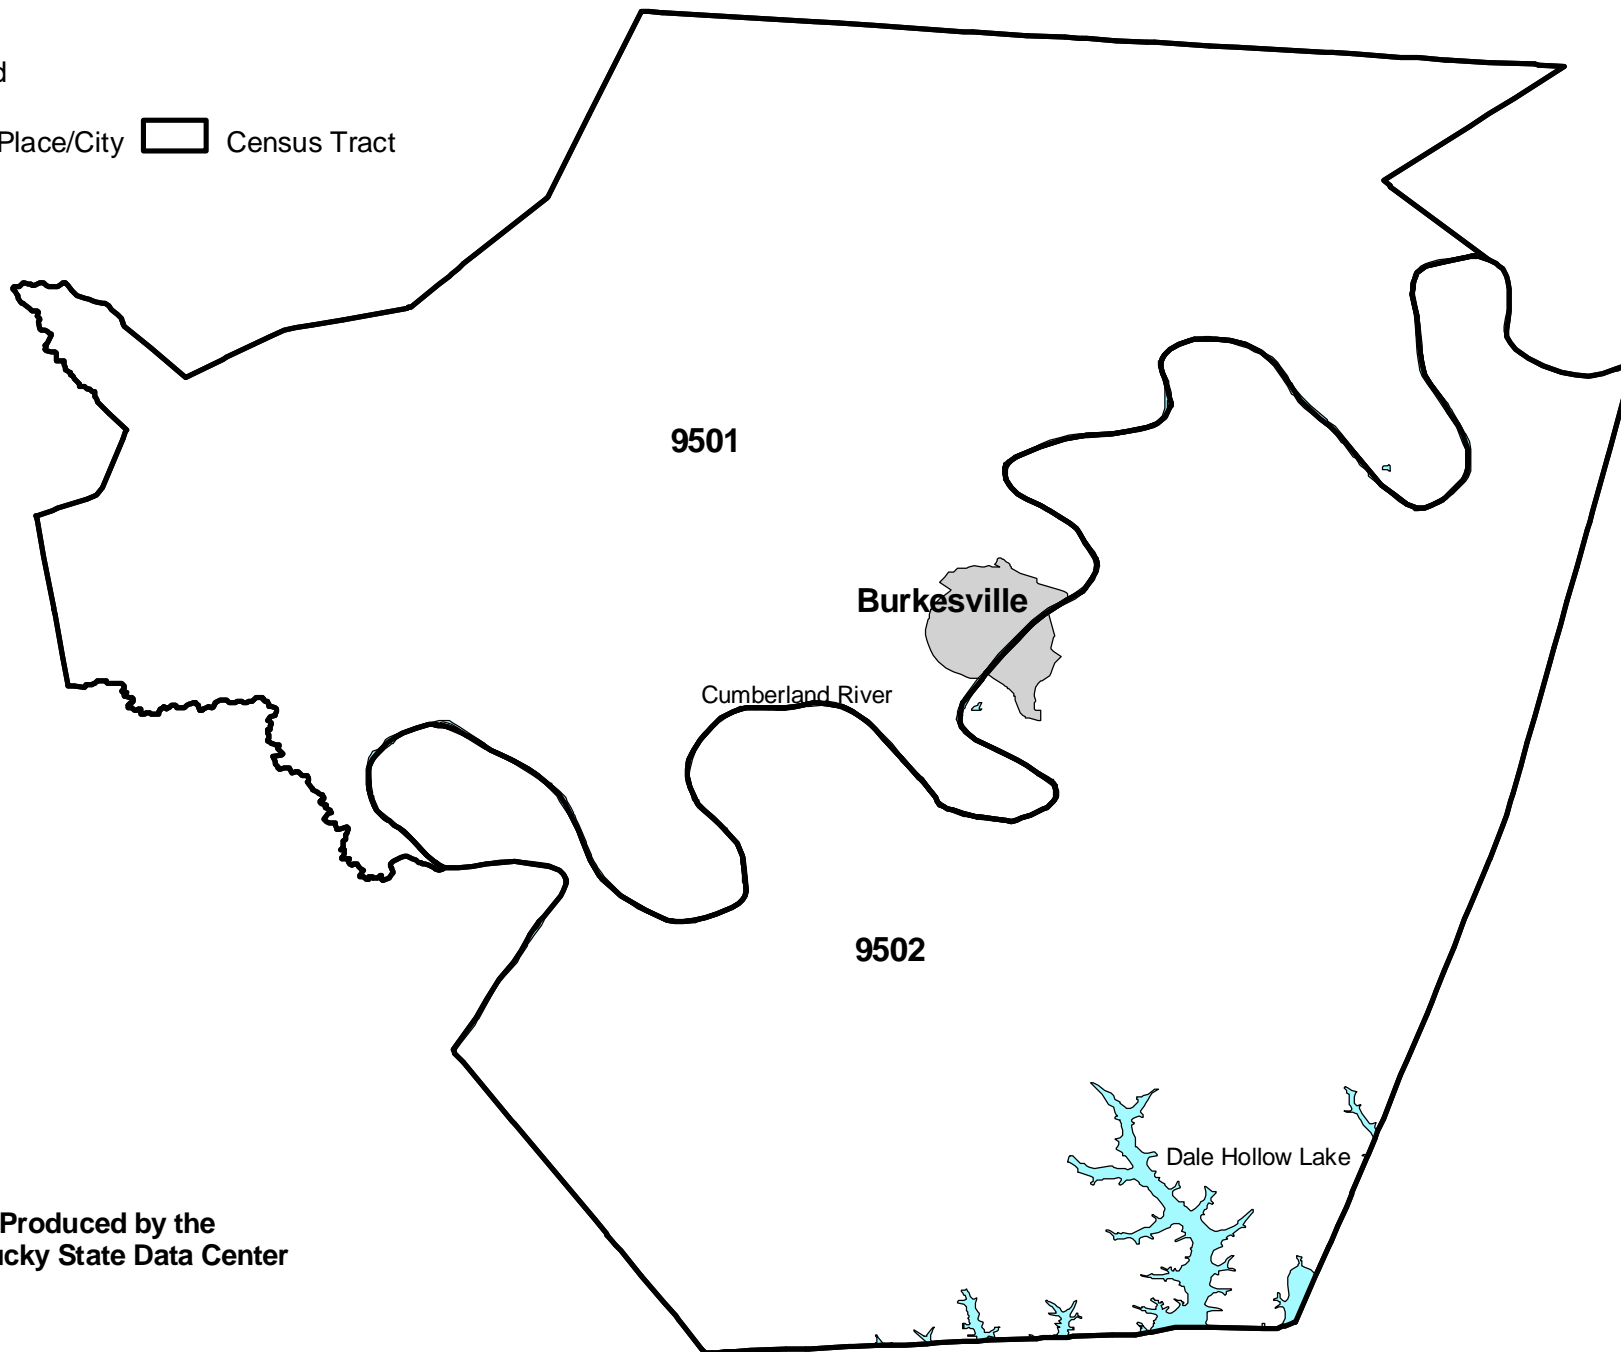 d
Place/City
Census Tract
9501
Burkesville
Cumberland River
9502
Dale Hollow Lake
Produced by the
ucky State Data Center